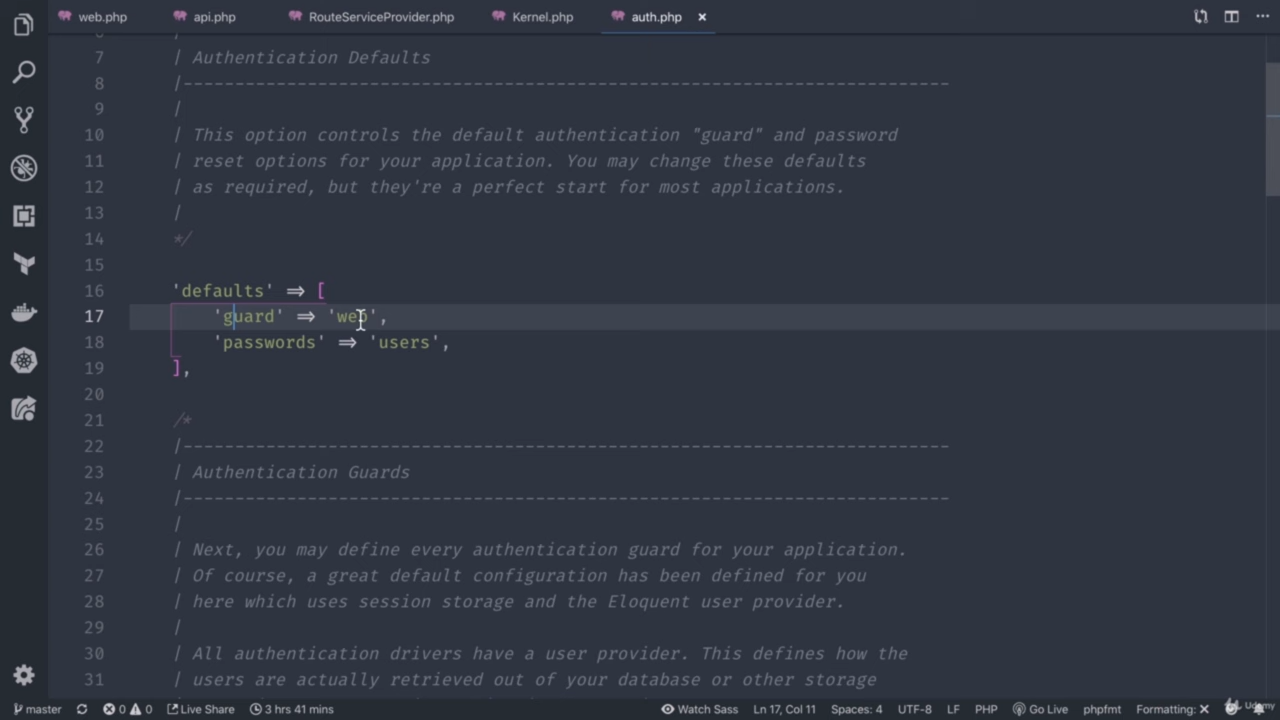 web.php api.php RouteServiceProvider.php Kernel.php auth.php ×
7 | Authentication Defaults
8 |--------------------------------------------------------------------------
9 |
10 | This option controls the default authentication "guard" and password
11 | reset options for your application. You may change these defaults
12 | as required, but they're a perfect start for most applications.
13 |
14 */
15
16 'defaults' => [
17 'guard' => 'web',
18 'passwords' => 'users',
19 ],
20
21 /*
22 |--------------------------------------------------------------------------
23 | Authentication Guards
24 |--------------------------------------------------------------------------
25 |
26 | Next, you may define every authentication guard for your application.
27 | Of course, a great default configuration has been defined for you
28 | here which uses session storage and the Eloquent user provider.
29 |
30 | All authentication drivers have a user provider. This defines how the
31 | users are actually retrieved out of your database or other storage
master 0 0 Live Share 3 hrs 41 mins Watch Sass Ln 17, Col 11 Spaces: 4 UTF-8 LF PHP Go Live phpfmt Formatting: × Udemy